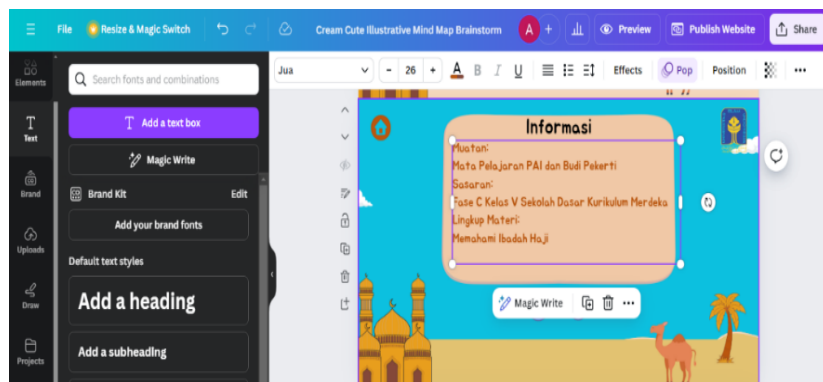 File Resize & Magic Switch Cream Cute Illustrative Mind Map Brainstorm A + Preview Publish Website Share
Elements
Text
Brand
Uploads
Draw
Projects
Search fonts and combinations
T Add a text box
Magic Write
Brand Kit Edit
Add your brand fonts
Default text styles
Add a heading
Add a subheading
Jua - 26 + A B I U Effects Pop Position
Informasi
Muatan:
Mata Pelajaran PAI dan Budi Pekerti
Sasaran:
Fase C Kelas V Sekolah Dasar Kurikulum Merdeka
Lingkup Materi:
Memahami Ibadah Haji
Magic Write